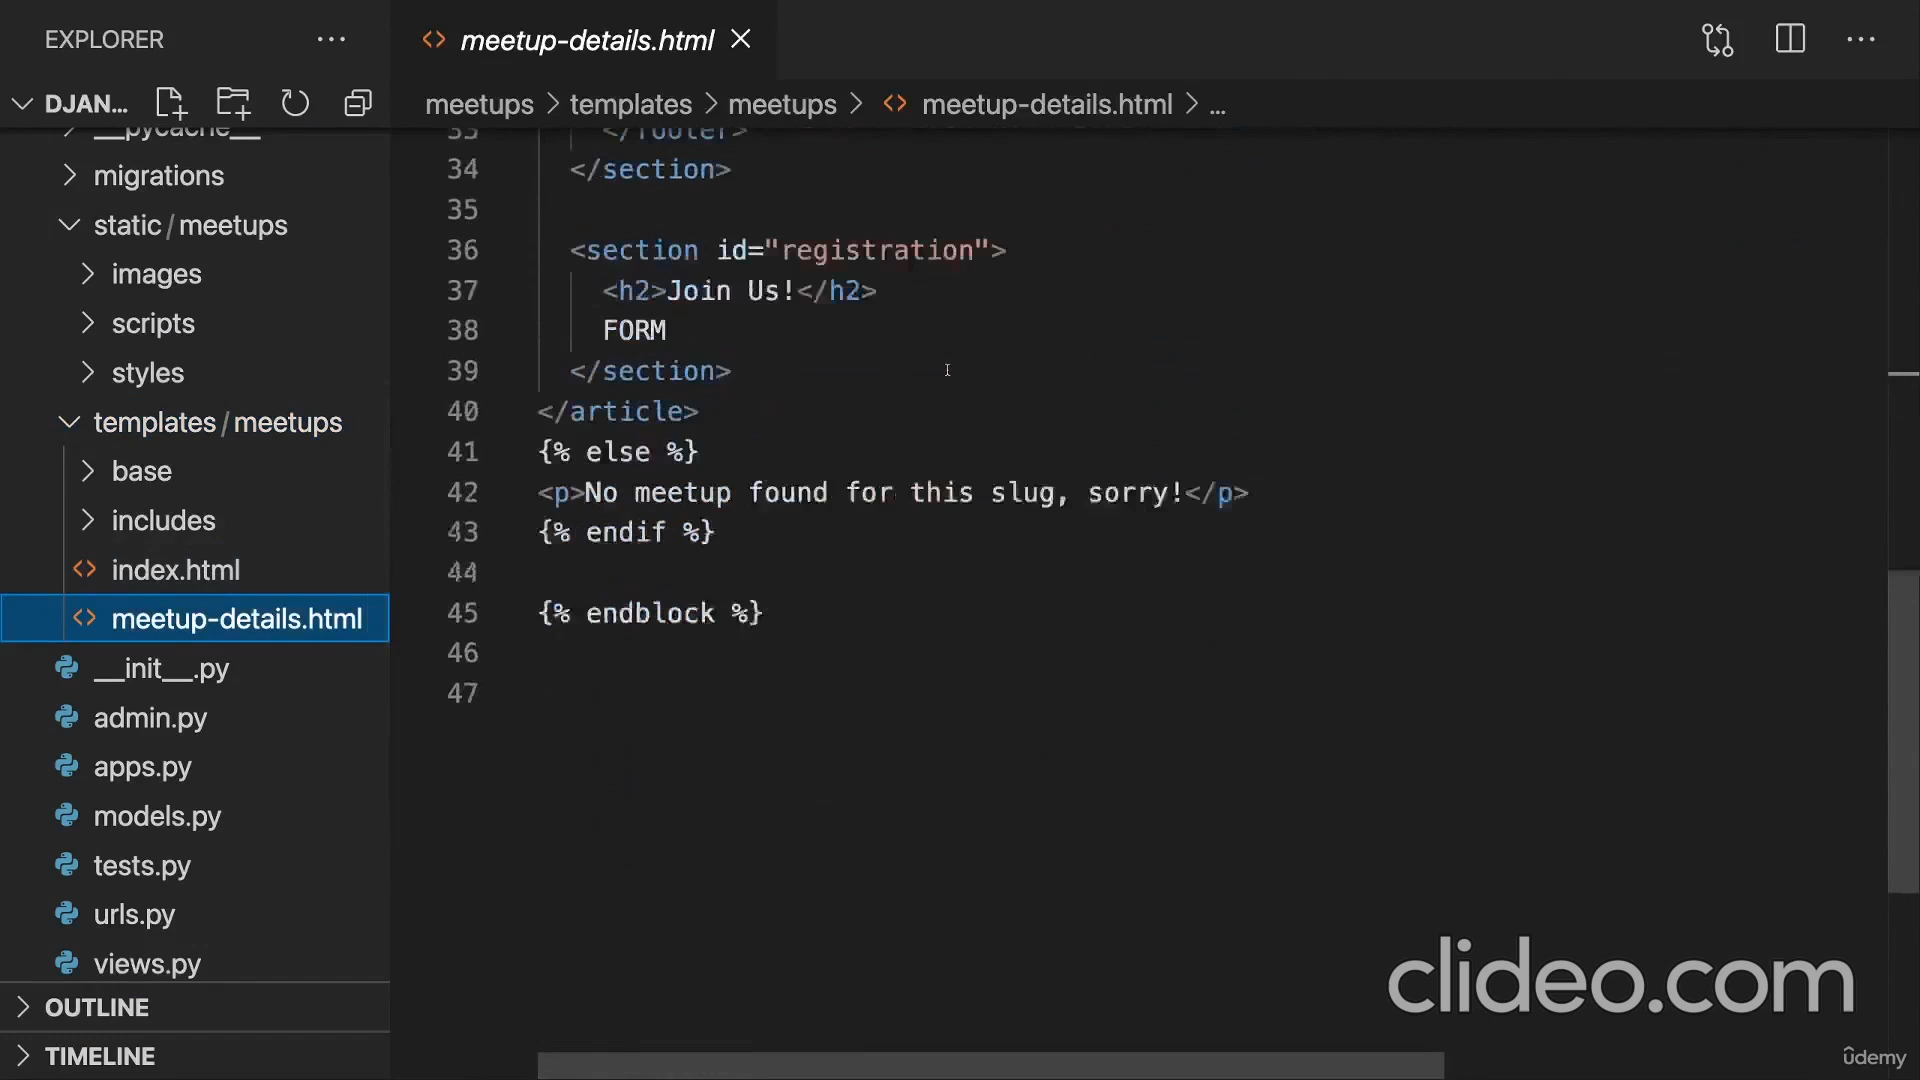 EXPLORER
meetup-details.html
DJAN...
meetups > templates > meetups > meetup-details.html > ...
__pycache__
migrations
static/meetups
images
scripts
styles
templates/meetups
base
includes
index.html
meetup-details.html
__init__.py
admin.py
apps.py
models.py
tests.py
urls.py
views.py
OUTLINE
TIMELINE
33 </footer>
34 </section>
35
36 <section id="registration">
37 <h2>Join Us!</h2>
38 FORM
39 </section>
40 </article>
41 {% else %}
42 <p>No meetup found for this slug, sorry!</p>
43 {% endif %}
44
45 {% endblock %}
46
47
clideo.com
ûdemy